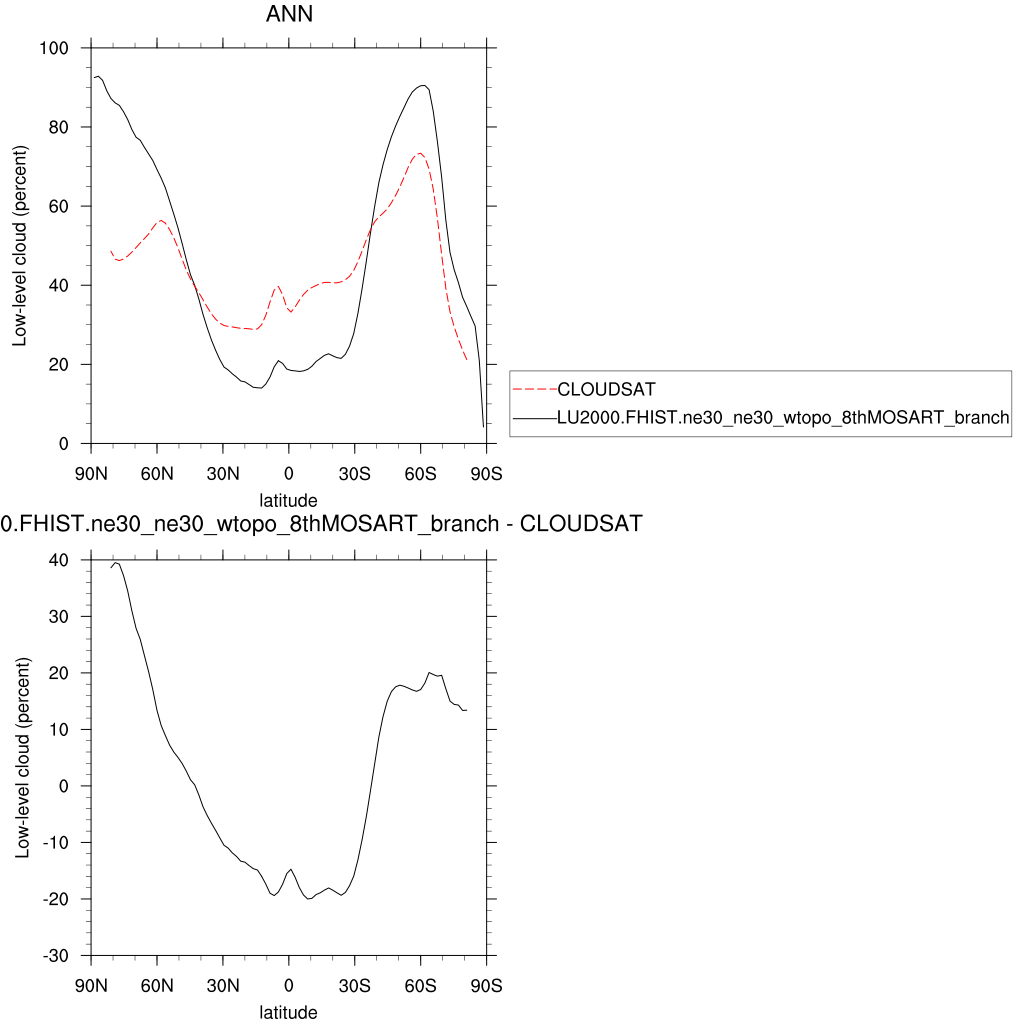 ANN
100
80
60
40
20
0
Low-level cloud (percent)
90N 60N 30N 0 30S 60S 90S
latitude
CLOUDSAT
LU2000.FHIST.ne30_ne30_wtopo_8thMOSART_branch
0.FHIST.ne30_ne30_wtopo_8thMOSART_branch - CLOUDSAT
40
30
20
10
0
-10
-20
-30
Low-level cloud (percent)
90N 60N 30N 0 30S 60S 90S
latitude